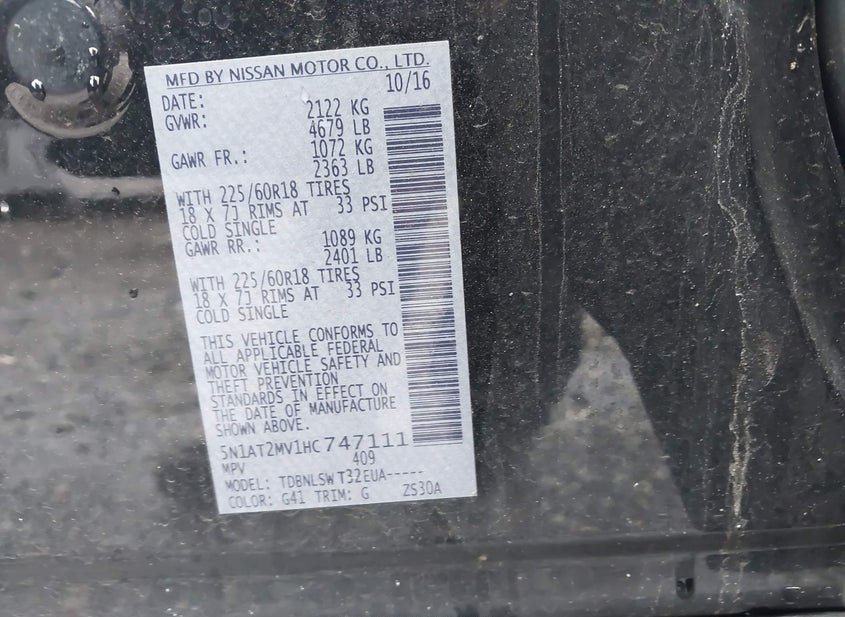 MFD BY NISSAN MOTOR CO., LTD.
DATE: 10/16
GVWR: 2122 KG
4679 LB
GAWR FR.: 1072 KG
2363 LB
WITH 225/60R18 TIRES
18 X 7J RIMS AT 33 PSI
COLD SINGLE
GAWR RR.: 1089 KG
2401 LB
WITH 225/60R18 TIRES
18 X 7J RIMS AT 33 PSI
COLD SINGLE
THIS VEHICLE CONFORMS TO
ALL APPLICABLE FEDERAL
MOTOR VEHICLE SAFETY AND
THEFT PREVENTION
STANDARDS IN EFFECT ON
THE DATE OF MANUFACTURE
SHOWN ABOVE.
5N1AT2MV1HC747111
MPV 409
MODEL: TDBNLSW T32EUA-----
COLOR: G41 TRIM: G ZS30A